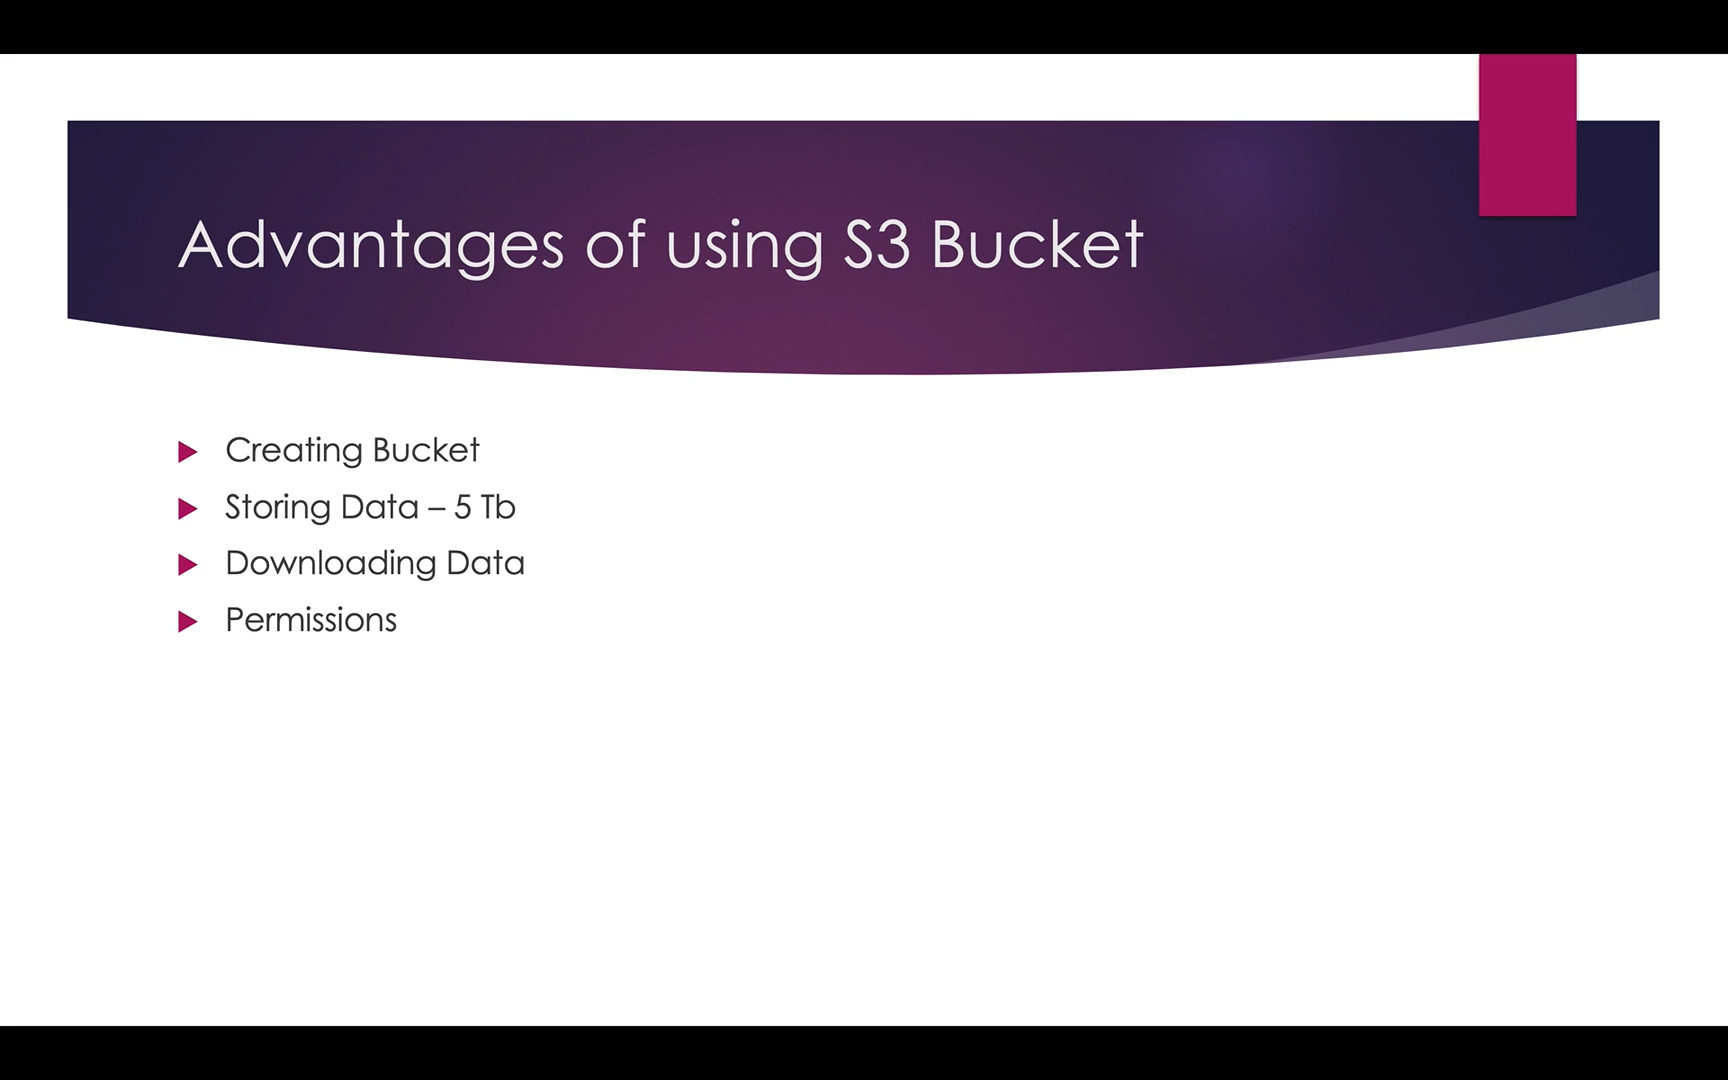 Advantages of using S3 Bucket
Creating Bucket
Storing Data – 5 Tb
Downloading Data
Permissions